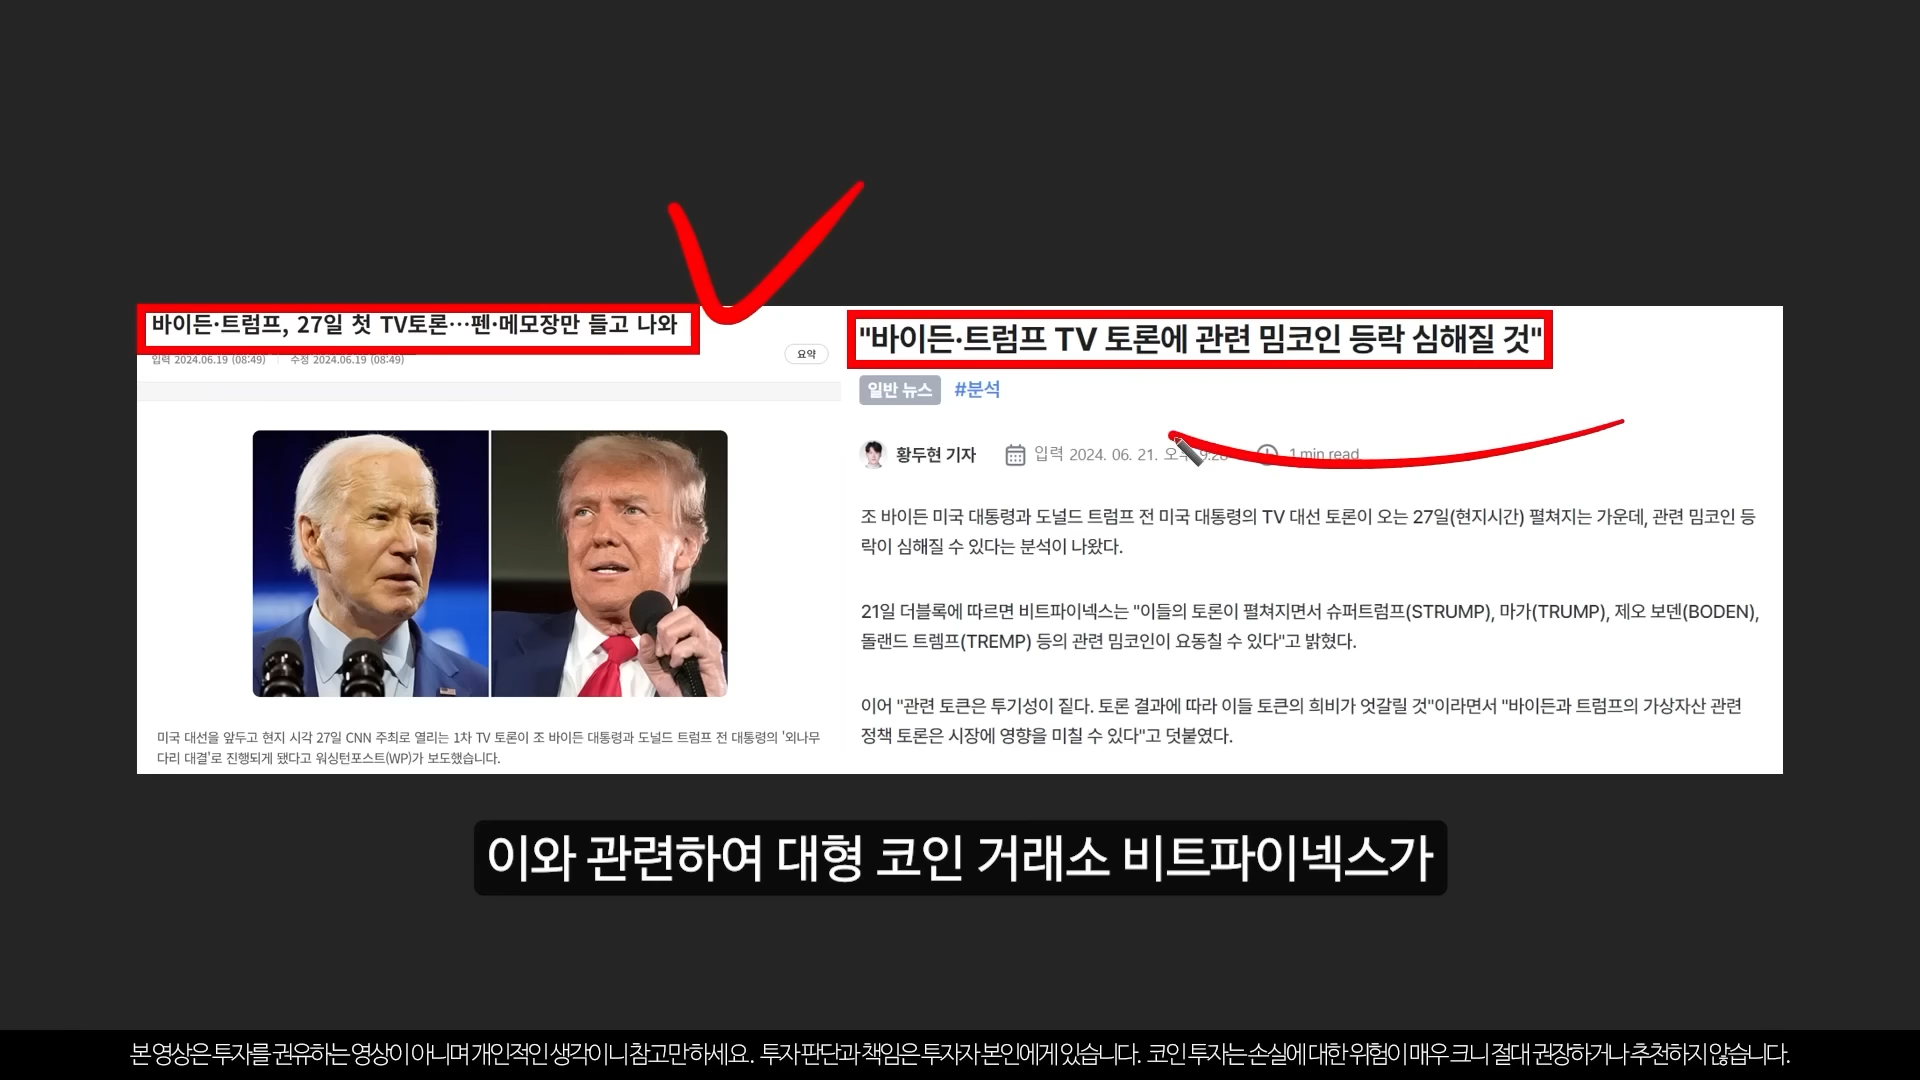 바이든·트럼프, 27일 첫 TV토론…펜·메모장만 들고 나와
입력 2024.06.19 (08:49)
수정 2024.06.19 (08:49)
요약
미국 대선을 앞두고 현지 시각 27일 CNN 주최로 열리는 1차 TV 토론이 조 바이든 대통령과 도널드 트럼프 전 대통령의 '외나무
다리 대결'로 진행되게 됐다고 워싱턴포스트(WP)가 보도했습니다.
"바이든·트럼프 TV 토론에 관련 밈코인 등락 심해질 것"
일반 뉴스 #분석
황두현 기자 입력 2024. 06. 21. 1 min read
조 바이든 미국 대통령과 도널드 트럼프 전 미국 대통령의 TV 대선 토론이 오는 27일(현지시간) 펼쳐지는 가운데, 관련 밈코인 등
락이 심해질 수 있다는 분석이 나왔다.
21일 더블록에 따르면 비트파이넥스는 "이들의 토론이 펼쳐지면서 슈퍼트럼프(STRUMP), 마가(TRUMP), 제오 보덴(BODEN),
돌랜드 트렘프(TREMP) 등의 관련 밈코인이 요동칠 수 있다"고 밝혔다.
이어 "관련 토큰은 투기성이 짙다. 토론 결과에 따라 이들 토큰의 희비가 엇갈릴 것"이라면서 "바이든과 트럼프의 가상자산 관련
정책 토론은 시장에 영향을 미칠 수 있다"고 덧붙였다.
이와 관련하여 대형 코인 거래소 비트파이넥스가
본 영상은 투자를 권유하는 영상이 아니며 개인적인 생각이니 참고만 하세요. 투자 판단과 책임은 투자자 본인에게 있습니다. 코인 투자는 손실에 대한 위험이 매우 크니 절대 권장하거나 추천하지 않습니다.